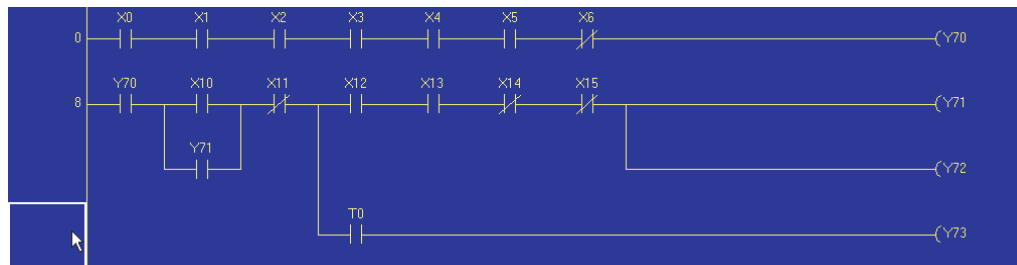 X0 X1 X2 X3 X4 X5 X6
0 (Y70
Y70 X10 X11 X12 X13 X14 X15
8 (Y71
Y71
(Y72
T0
(Y73